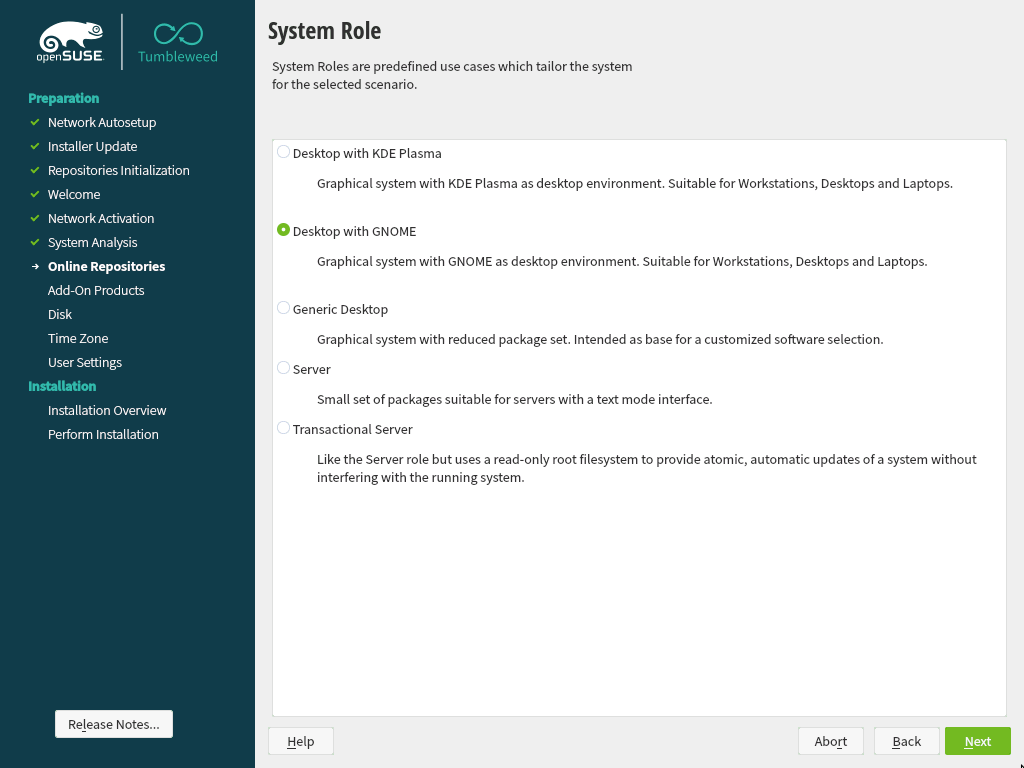 openSUSE
Tumbleweed
Preparation
Network Autosetup
Installer Update
Repositories Initialization
Welcome
Network Activation
System Analysis
Online Repositories
Add-On Products
Disk
Time Zone
User Settings
Installation
Installation Overview
Perform Installation
Release Notes...
System Role
System Roles are predefined use cases which tailor the system
for the selected scenario.
Desktop with KDE Plasma
Graphical system with KDE Plasma as desktop environment. Suitable for Workstations, Desktops and Laptops.
Desktop with GNOME
Graphical system with GNOME as desktop environment. Suitable for Workstations, Desktops and Laptops.
Generic Desktop
Graphical system with reduced package set. Intended as base for a customized software selection.
Server
Small set of packages suitable for servers with a text mode interface.
Transactional Server
Like the Server role but uses a read-only root filesystem to provide atomic, automatic updates of a system without
interfering with the running system.
Help
Abort
Back
Next